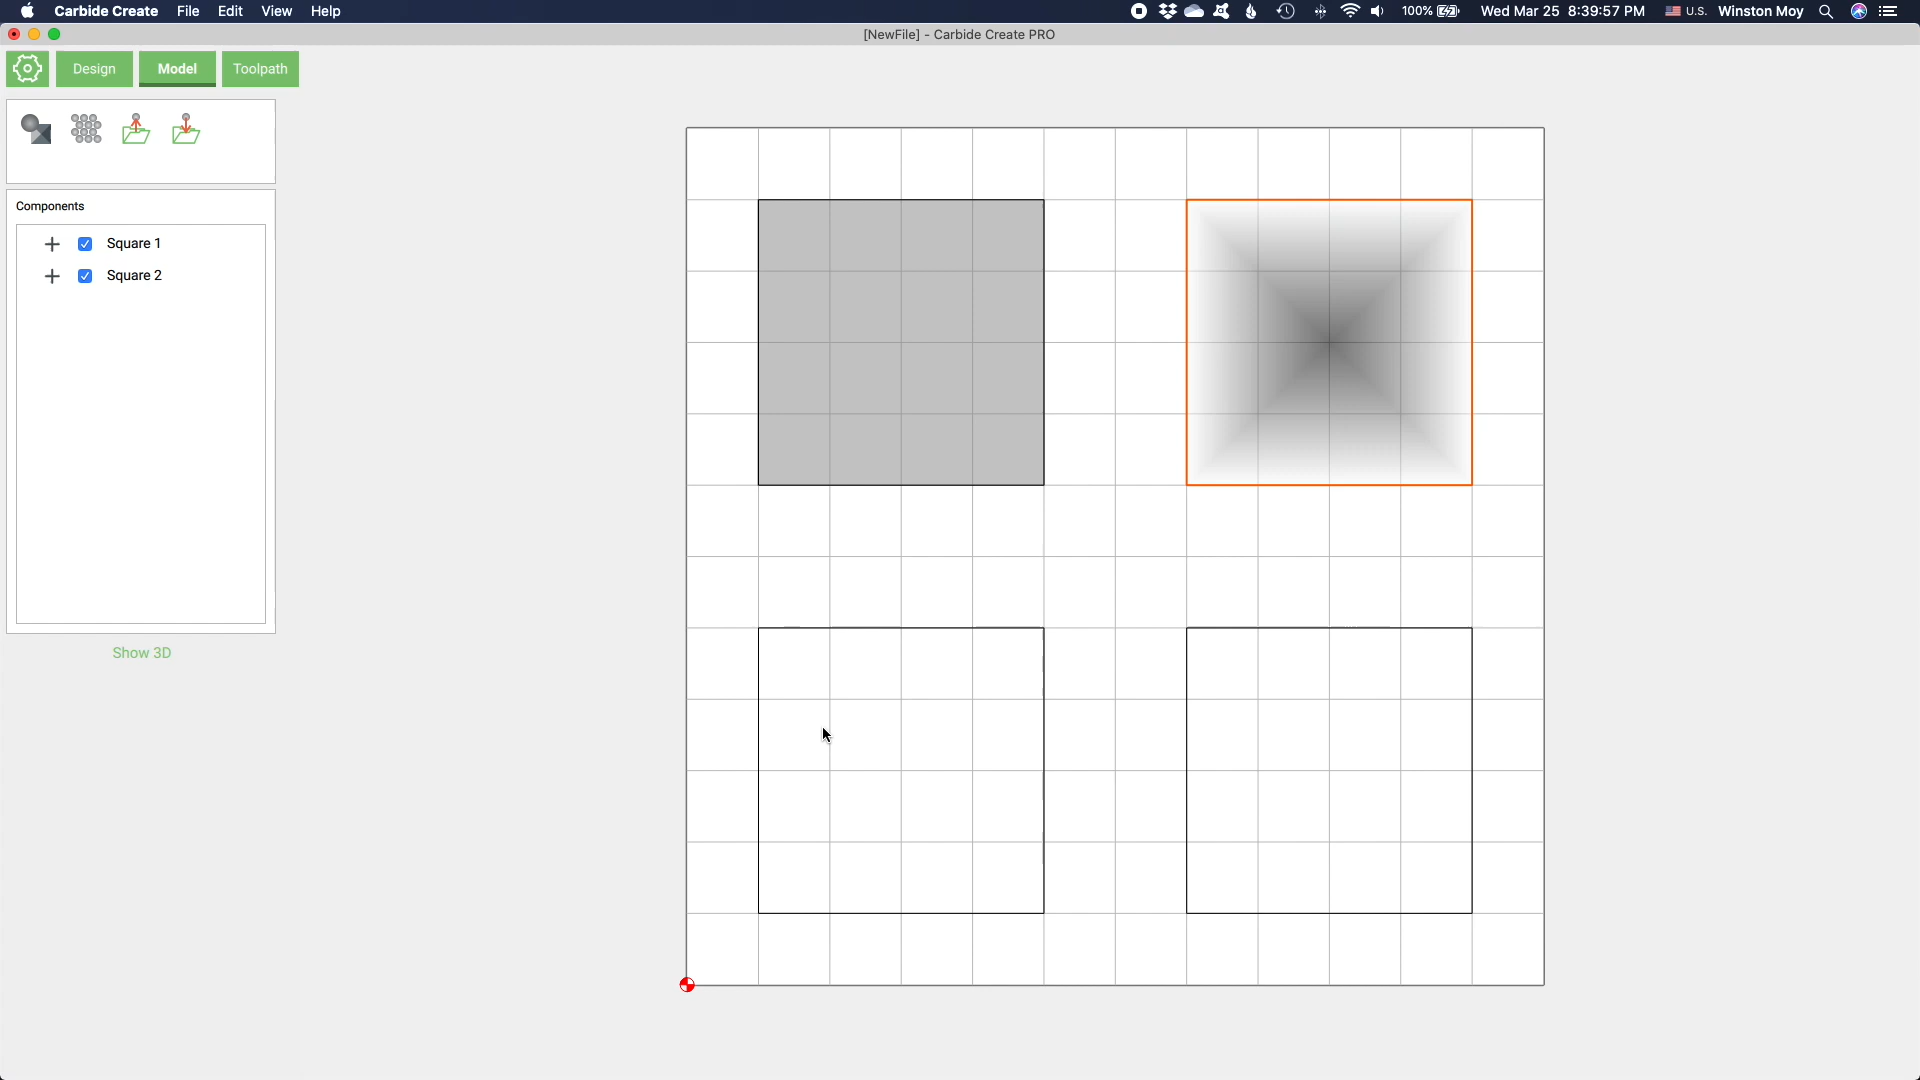 Carbide Create File Edit View Help 100% Wed Mar 25 8:39:57 PM U.S. Winston Moy
[NewFile] - Carbide Create PRO
Design Model Toolpath
Components
+ Square 1
+ Square 2
Show 3D